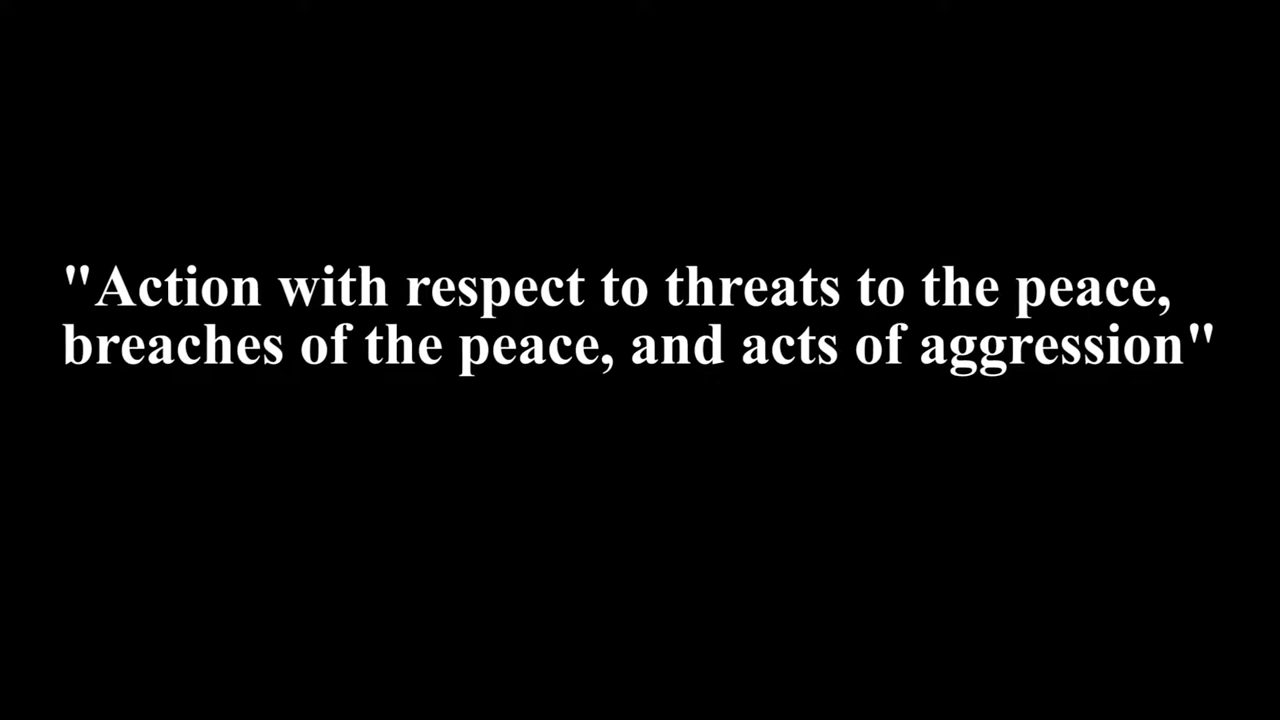 "Action with respect to threats to the peace,
breaches of the peace, and acts of aggression"